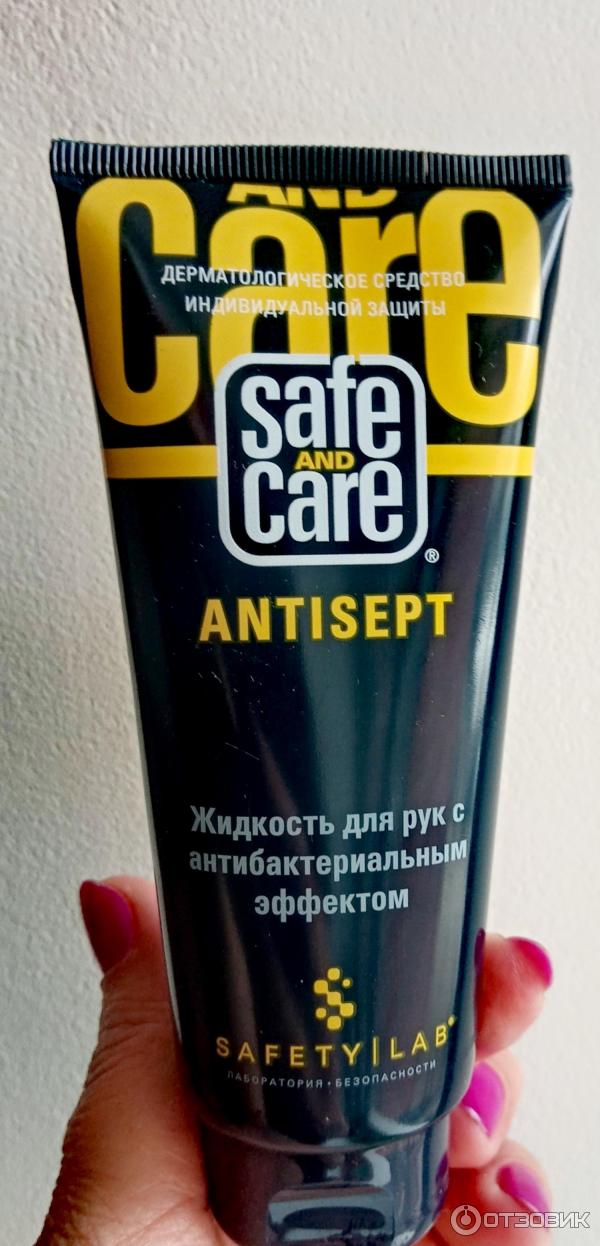 AND
care
ДЕРМАТОЛОГИЧЕСКОЕ СРЕДСТВО
ИНДИВИДУАЛЬНОЙ ЗАЩИТЫ
safe
AND
care
®
ANTISEPT
Жидкость для рук с
антибактериальным
эффектом
SAFETY|LAB®
ЛАБОРАТОРИЯ • БЕЗОПАСНОСТИ
ОТЗОВИК